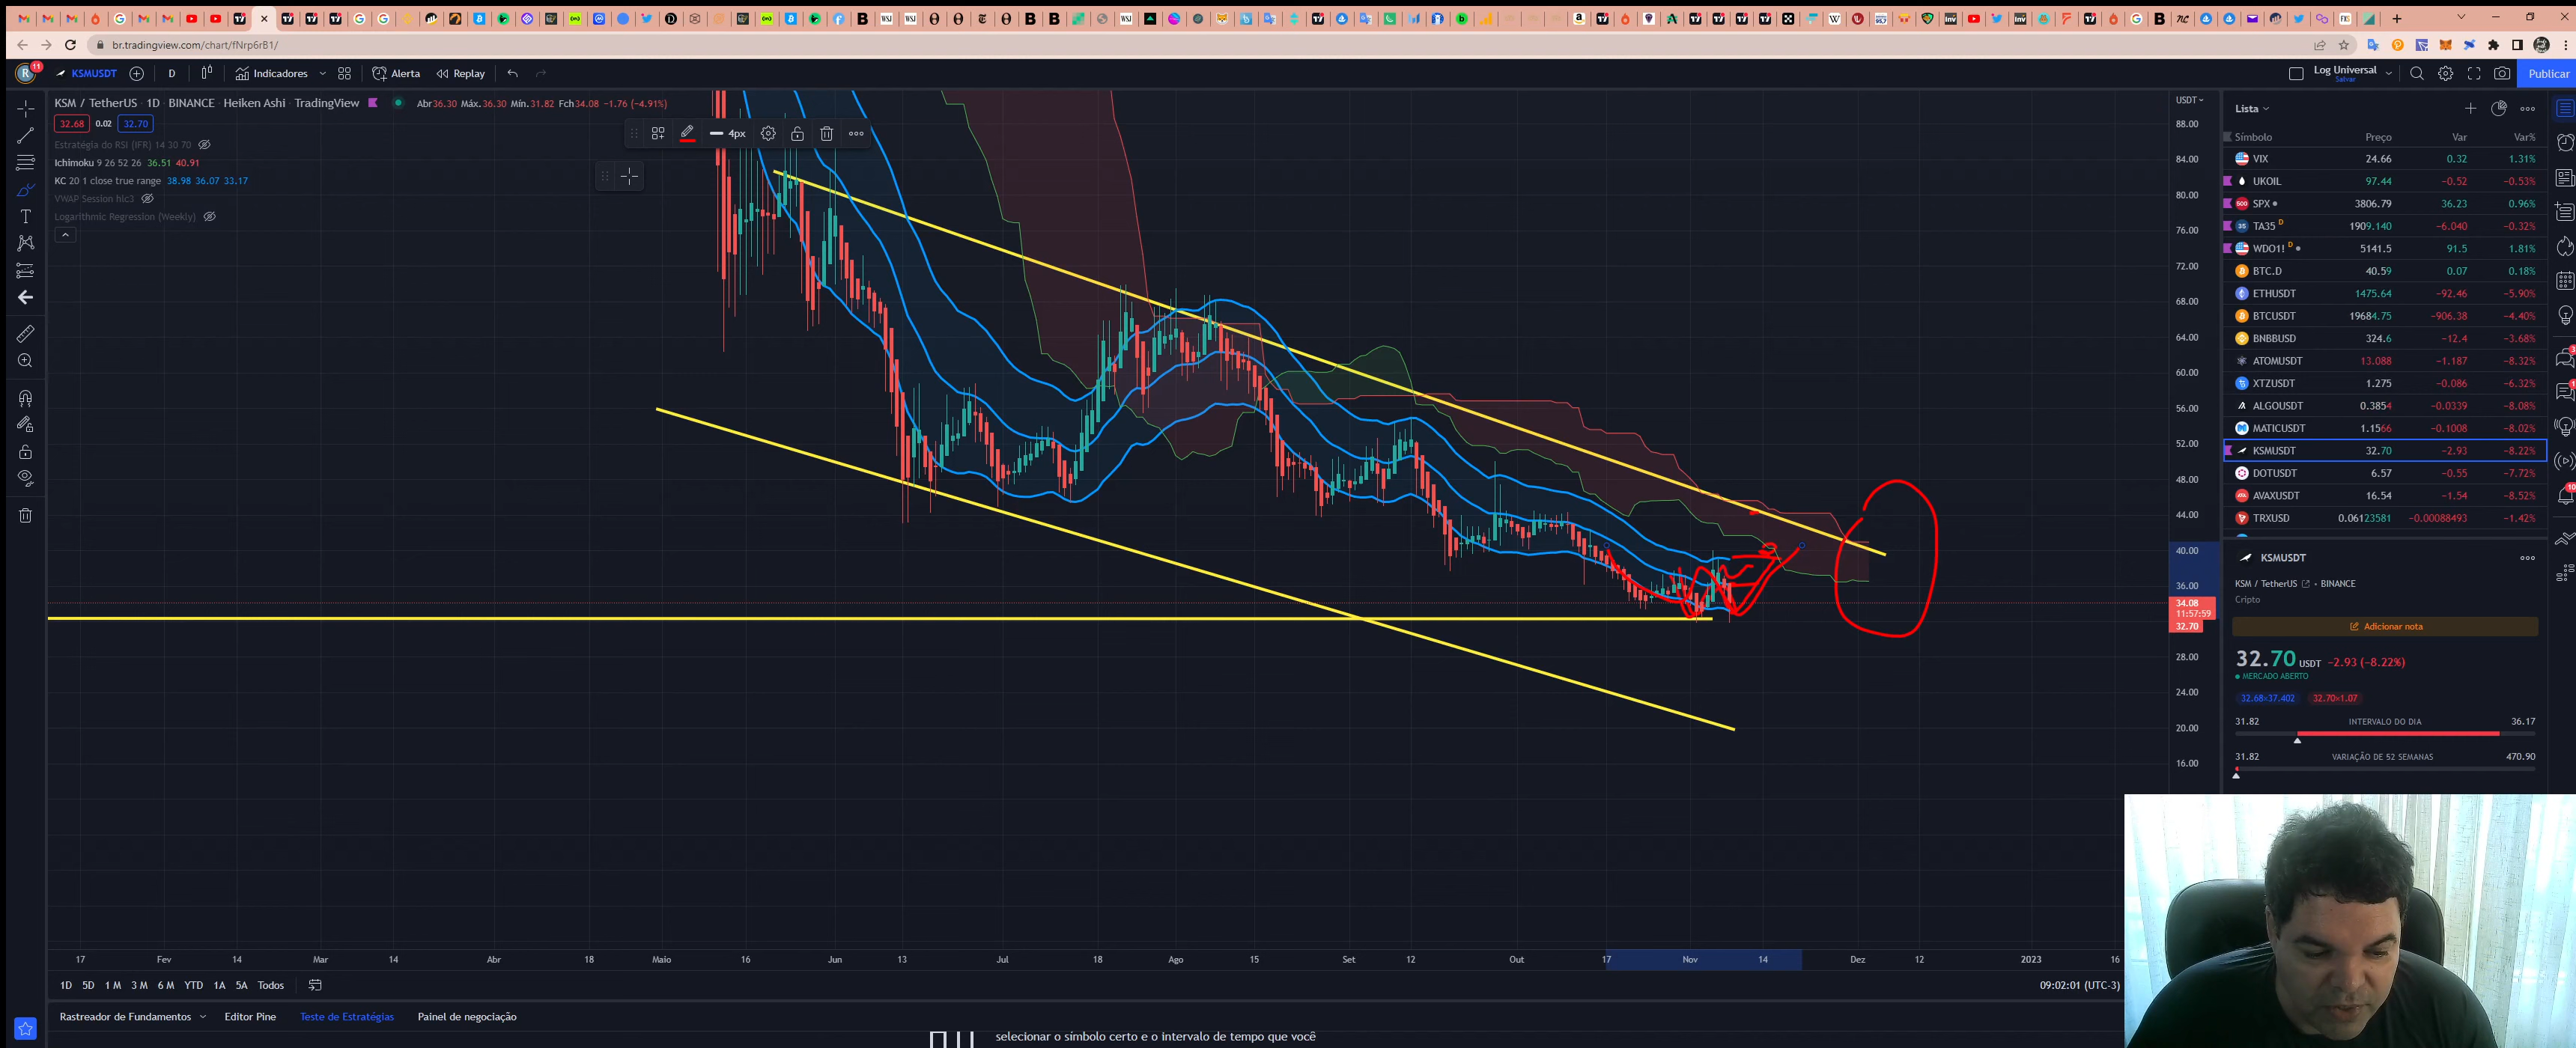 br.tradingview.com/chart/fNrp6rB1/
R 11 KSMUSDT D Indicadores Alerta Replay Log Universal Salvar Publicar
KSM / TetherUS · 1D · BINANCE · Heiken Ashi · TradingView Abr36.30 Máx.36.30 Mín.31.82 Fch34.08 −1.76 (−4.91%)
32.68 0.02 32.70
Estratégia do RSI (IFR) 14 30 70
Ichimoku 9 26 52 26 36.51 40.91
KC 20 1 close true range 38.98 36.07 33.17
VWAP Session hlc3
Logarithmic Regression (Weekly)
4px
USDT
88.00
84.00
80.00
76.00
72.00
68.00
64.00
60.00
56.00
52.00
48.00
44.00
40.00
36.00
34.08
11:57:59
32.70
28.00
24.00
20.00
16.00
Lista
Símbolo Preço Var Var%
VIX 24.66 0.32 1.31%
UKOIL 97.44 −0.52 −0.53%
SPX 3806.79 36.23 0.96%
TA35 D 1909.140 −6.040 −0.32%
WDO1! D 5141.5 91.5 1.81%
BTC.D 40.59 0.07 0.18%
ETHUSDT 1475.64 −92.46 −5.90%
BTCUSDT 19684.75 −906.38 −4.40%
BNBBUSD 324.6 −12.4 −3.68%
ATOMUSDT 13.088 −1.187 −8.32%
XTZUSDT 1.275 −0.086 −6.32%
ALGOUSDT 0.3854 −0.0339 −8.08%
MATICUSDT 1.1566 −0.1008 −8.02%
KSMUSDT 32.70 −2.93 −8.22%
DOTUSDT 6.57 −0.55 −7.72%
AVAXUSDT 16.54 −1.54 −8.52%
TRXUSD 0.06123581 −0.00088493 −1.42%
KSMUSDT
KSM / TetherUS • BINANCE
Cripto
Adicionar nota
32.70 USDT −2.93 (−8.22%)
MERCADO ABERTO
32.68×37.402 32.70×1.07
31.82 INTERVALO DO DIA 36.17
31.82 VARIAÇÃO DE 52 SEMANAS 470.90
17 Fev 14 Mar 14 Abr 18 Maio 16 Jun 13 Jul 18 Ago 15 Set 12 Out 17 Nov 14 Dez 12 2023 16
1D 5D 1 M 3 M 6 M YTD 1A 5A Todos 09:02:01 (UTC-3)
Rastreador de Fundamentos Editor Pine Teste de Estratégias Painel de negociação
selecionar o símbolo certo e o intervalo de tempo que você